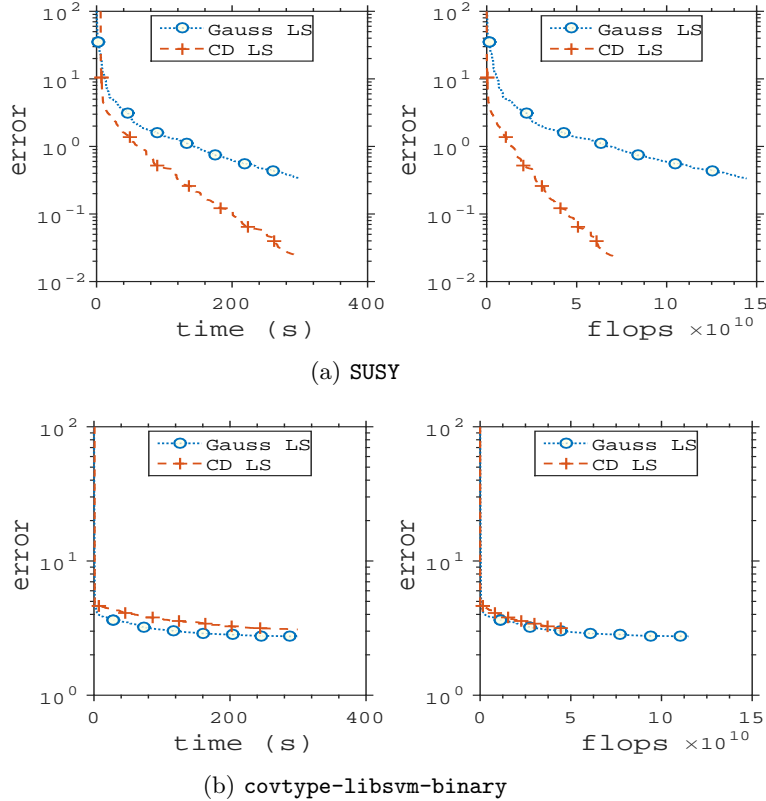 Gauss LS
CD LS
error
10^2
10^1
10^0
10^-1
10^-2
0
200
400
time (s)
Gauss LS
CD LS
error
10^2
10^1
10^0
10^-1
10^-2
0
5
10
15
flops ×10^10
(a) SUSY
Gauss LS
CD LS
error
10^2
10^1
10^0
0
200
400
time (s)
Gauss LS
CD LS
error
10^2
10^1
10^0
0
5
10
15
flops ×10^10
(b) covtype-libsvm-binary